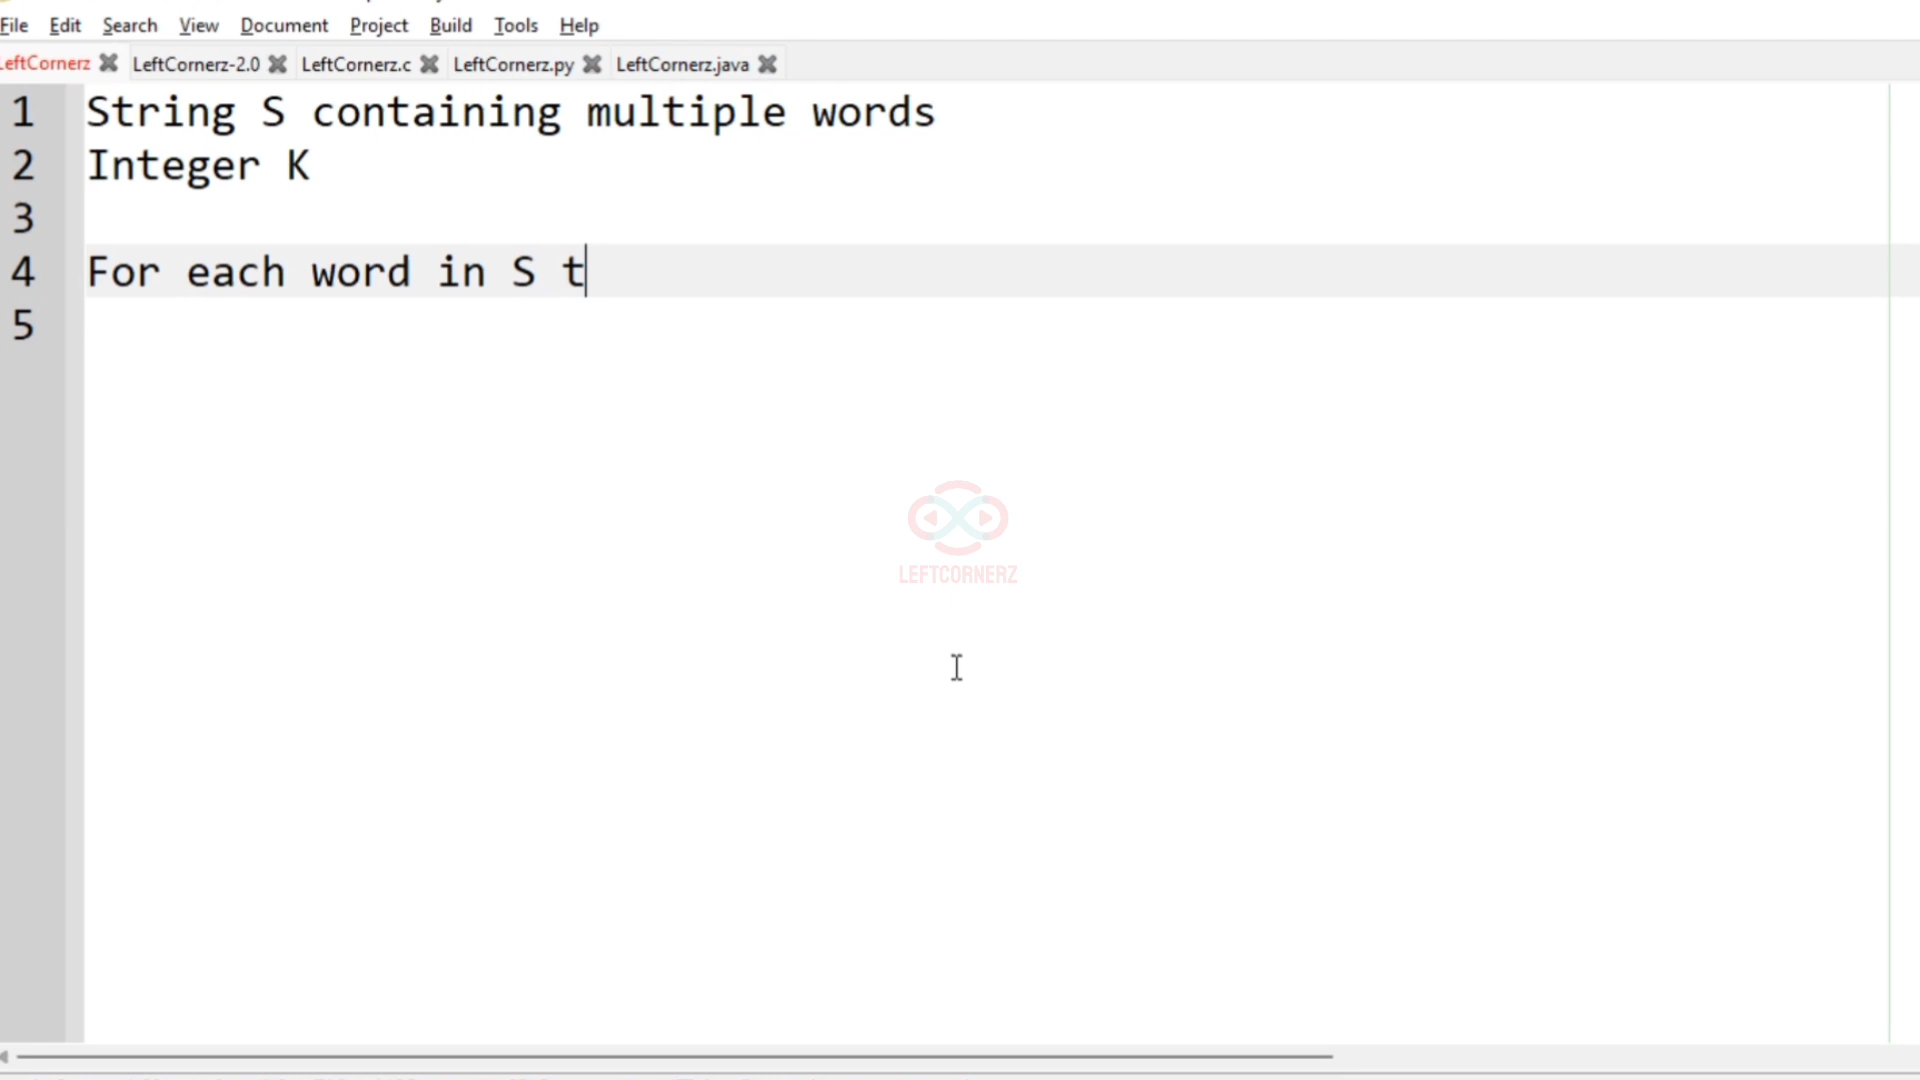 File Edit Search View Document Project Build Tools Help
LeftCornerz LeftCornerz-2.0 LeftCornerz.c LeftCornerz.py LeftCornerz.java
1 String S containing multiple words
2 Integer K
3
4 For each word in S t
5
LEFTCORNERZ